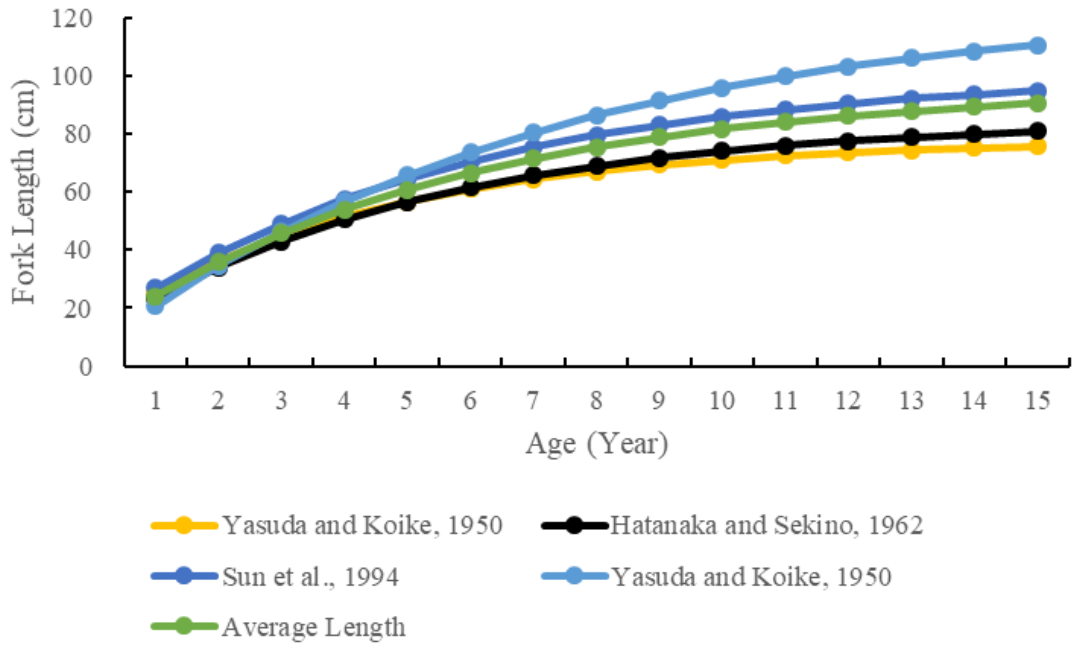 120
100
80
60
40
20
0
Fork Length (cm)
1 2 3 4 5 6 7 8 9 10 11 12 13 14 15
Age (Year)
Yasuda and Koike, 1950 Hatanaka and Sekino, 1962
Sun et al., 1994 Yasuda and Koike, 1950
Average Length